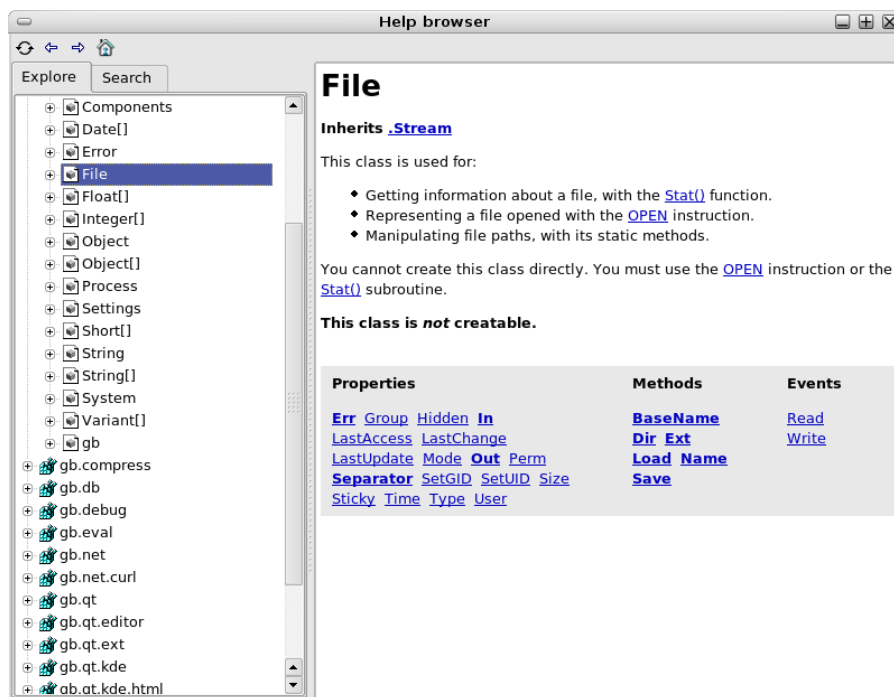 Help browser
Explore
Search
Components
Date[]
Error
File
Float[]
Integer[]
Object
Object[]
Process
Settings
Short[]
String
String[]
System
Variant[]
gb
gb.compress
gb.db
gb.debug
gb.eval
gb.net
gb.net.curl
gb.qt
gb.qt.editor
gb.qt.ext
gb.qt.kde
gb.qt.kde.html
File
Inherits .Stream
This class is used for:
Getting information about a file, with the Stat() function.
Representing a file opened with the OPEN instruction.
Manipulating file paths, with its static methods.
You cannot create this class directly. You must use the OPEN instruction or the
Stat() subroutine.
This class is not creatable.
Properties Methods Events
Err Group Hidden In BaseName Read
LastAccess LastChange Dir Ext Write
LastUpdate Mode Out Perm Load Name
Separator SetGID SetUID Size Save
Sticky Time Type User